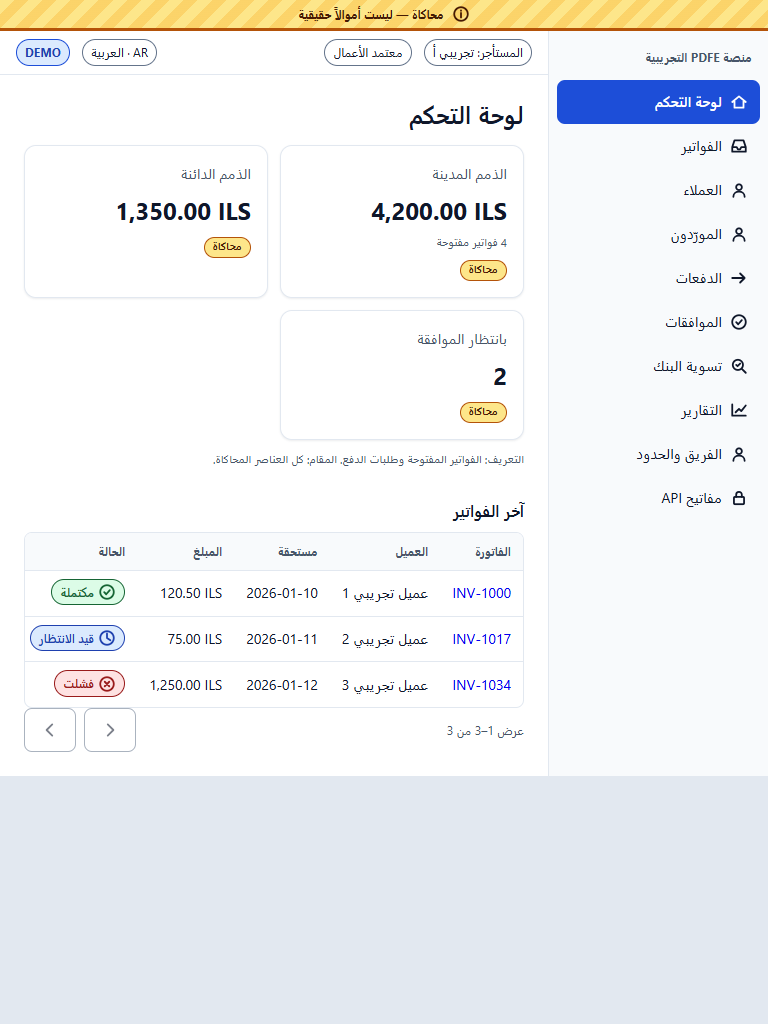 محاكاة — ليست أموالاً حقيقية
منصة PDFE التجريبية
لوحة التحكم
الفواتير
العملاء
المورّدون
الدفعات
الموافقات
تسوية البنك
التقارير
الفريق والحدود
مفاتيح API
المستأجر: تجريبي أ
معتمد الأعمال
AR · العربية
DEMO
لوحة التحكم
الذمم المدينة
4,200.00 ILS
4 فواتير مفتوحة
محاكاة
الذمم الدائنة
1,350.00 ILS
محاكاة
بانتظار الموافقة
2
محاكاة
التعريف: الفواتير المفتوحة وطلبات الدفع. المقام: كل العناصر المحاكاة.
آخر الفواتير
الفاتورة العميل مستحقة المبلغ الحالة
INV-1000 عميل تجريبي 1 2026-01-10 120.50 ILS مكتملة
INV-1017 عميل تجريبي 2 2026-01-11 75.00 ILS قيد الانتظار
INV-1034 عميل تجريبي 3 2026-01-12 1,250.00 ILS فشلت
عرض 1–3 من 3